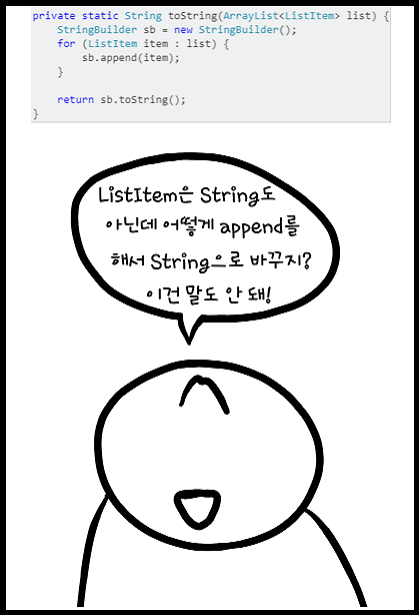 private static String toString(ArrayList<ListItem> list) {
    StringBuilder sb = new StringBuilder();
    for (ListItem item : list) {
        sb.append(item);
    }

    return sb.toString();
}
ListItem은 String도
아닌데 어떻게 append를
해서 String으로 바꾸지?
이건 말도 안 돼!